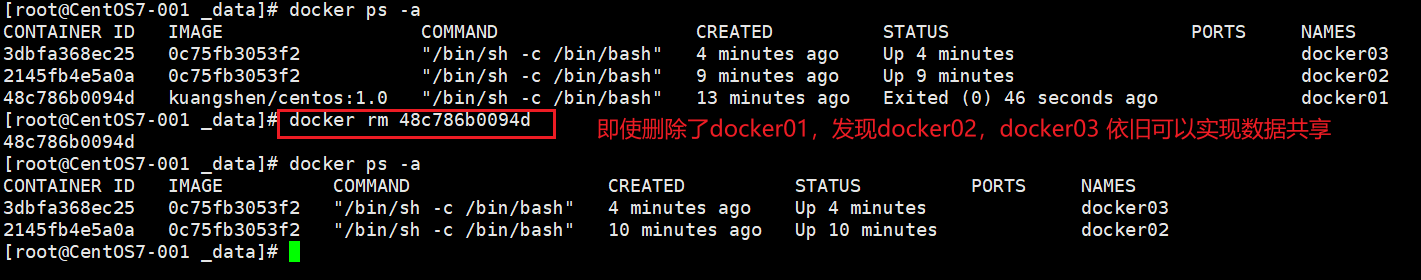 [root@CentOS7-001 _data]# docker ps -a
CONTAINER ID   IMAGE                  COMMAND                  CREATED          STATUS                      PORTS     NAMES
3dbfa368ec25   0c75fb3053f2           "/bin/sh -c /bin/bash"   4 minutes ago    Up 4 minutes                          docker03
2145fb4e5a0a   0c75fb3053f2           "/bin/sh -c /bin/bash"   9 minutes ago    Up 9 minutes                          docker02
48c786b0094d   kuangshen/centos:1.0   "/bin/sh -c /bin/bash"   13 minutes ago   Exited (0) 46 seconds ago             docker01
[root@CentOS7-001 _data]# docker rm 48c786b0094d 即使删除了docker01，发现docker02，docker03 依旧可以实现数据共享
48c786b0094d
[root@CentOS7-001 _data]# docker ps -a
CONTAINER ID   IMAGE          COMMAND                  CREATED          STATUS          PORTS     NAMES
3dbfa368ec25   0c75fb3053f2   "/bin/sh -c /bin/bash"   4 minutes ago    Up 4 minutes              docker03
2145fb4e5a0a   0c75fb3053f2   "/bin/sh -c /bin/bash"   10 minutes ago   Up 10 minutes             docker02
[root@CentOS7-001 _data]#